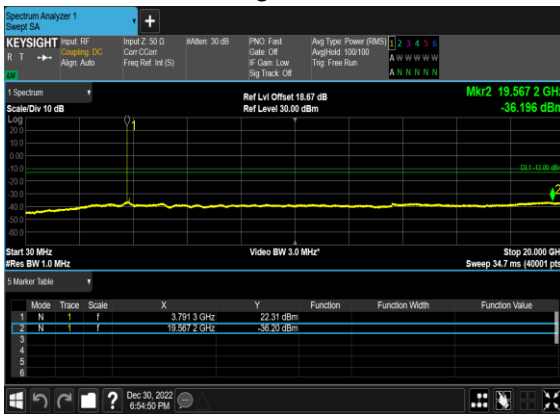 Spectrum Analyzer 1
Swept SA
KEYSIGHT Input: RF Input Z: 50 Ω #Atten: 30 dB PNO: Fast Avg Type: Power (RMS) 1 2 3 4 5 6
R T Coupling: DC Corr CCorr Gate: Off Avg|Hold: 100/100 A W W W W W
Align: Auto Freq Ref: Int (S) IF Gain: Low Trig: Free Run
Sig Track: Off A N N N N N
LXI
1 Spectrum
Ref Lvl Offset 18.67 dB Mkr2 19.567 2 GHz
Scale/Div 10 dB Ref Level 30.00 dBm -36.196 dBm
Log
1
20.0
10.0
0.00
-10.0
DL1 -13.00 dBm
-20.0
2
-30.0
-40.0
-50.0
-60.0
Start 30 MHz Video BW 3.0 MHz* Stop 20.000 GH
#Res BW 1.0 MHz Sweep 34.7 ms (40001 pts
5 Marker Table
Mode Trace Scale X Y Function Function Width Function Value
1 N 1 f 3.791 3 GHz 22.31 dBm
2 N 1 f 19.567 2 GHz -36.20 dBm
3
4
5
6
? Dec 30, 2022
6:54:50 PM